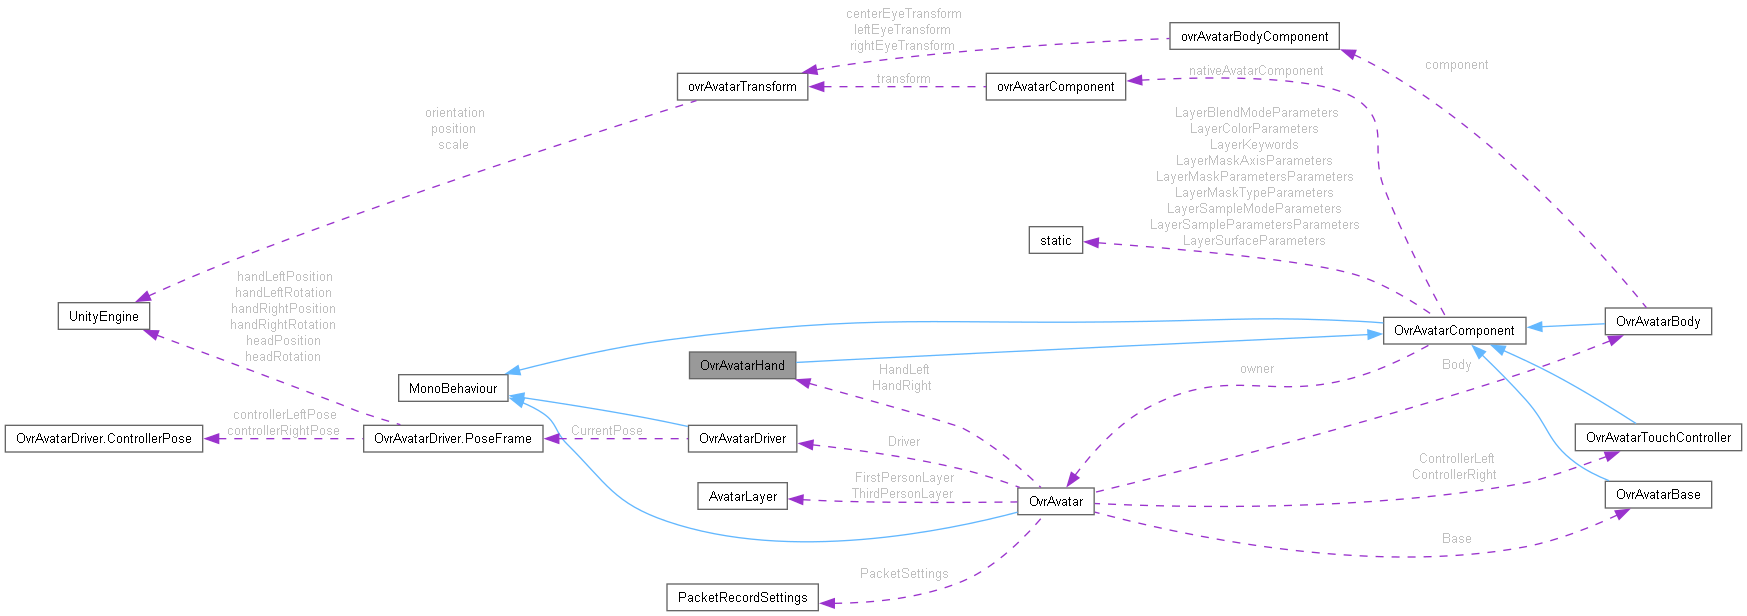 centerEyeTransform
leftEyeTransform
rightEyeTransform
ovrAvatarBodyComponent
component
nativeAvatarComponent
transform
ovrAvatarTransform
ovrAvatarComponent
orientation
position
scale
LayerBlendModeParameters
LayerColorParameters
LayerKeywords
LayerMaskAxisParameters
LayerMaskParametersParameters
LayerMaskTypeParameters
LayerSampleModeParameters
LayerSampleParametersParameters
LayerSurfaceParameters
static
handLeftPosition
handLeftRotation
handRightPosition
handRightRotation
headPosition
headRotation
UnityEngine
OvrAvatarComponent
OvrAvatarBody
OvrAvatarHand
HandLeft
HandRight
owner
Body
MonoBehaviour
controllerLeftPose
controllerRightPose
OvrAvatarDriver.ControllerPose
OvrAvatarDriver.PoseFrame
CurrentPose
OvrAvatarDriver
Driver
OvrAvatarTouchController
ControllerLeft
ControllerRight
FirstPersonLayer
ThirdPersonLayer
AvatarLayer
OvrAvatar
OvrAvatarBase
Base
PacketSettings
PacketRecordSettings